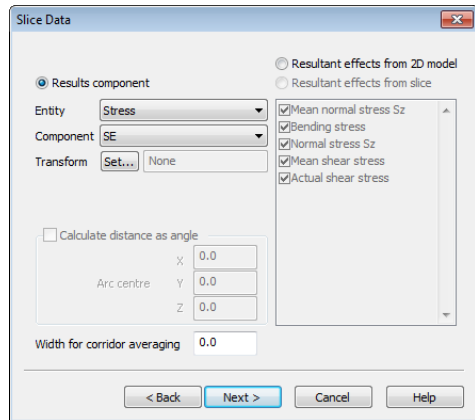 Slice Data
Resultant effects from 2D model
Results component
Resultant effects from slice
Entity Stress
Mean normal stress Sz
Component SE
Bending stress
Normal stress Sz
Transform Set... None
Mean shear stress
Actual shear stress
Calculate distance as angle
X 0.0
Arc centre Y 0.0
Z 0.0
Width for corridor averaging 0.0
< Back Next > Cancel Help